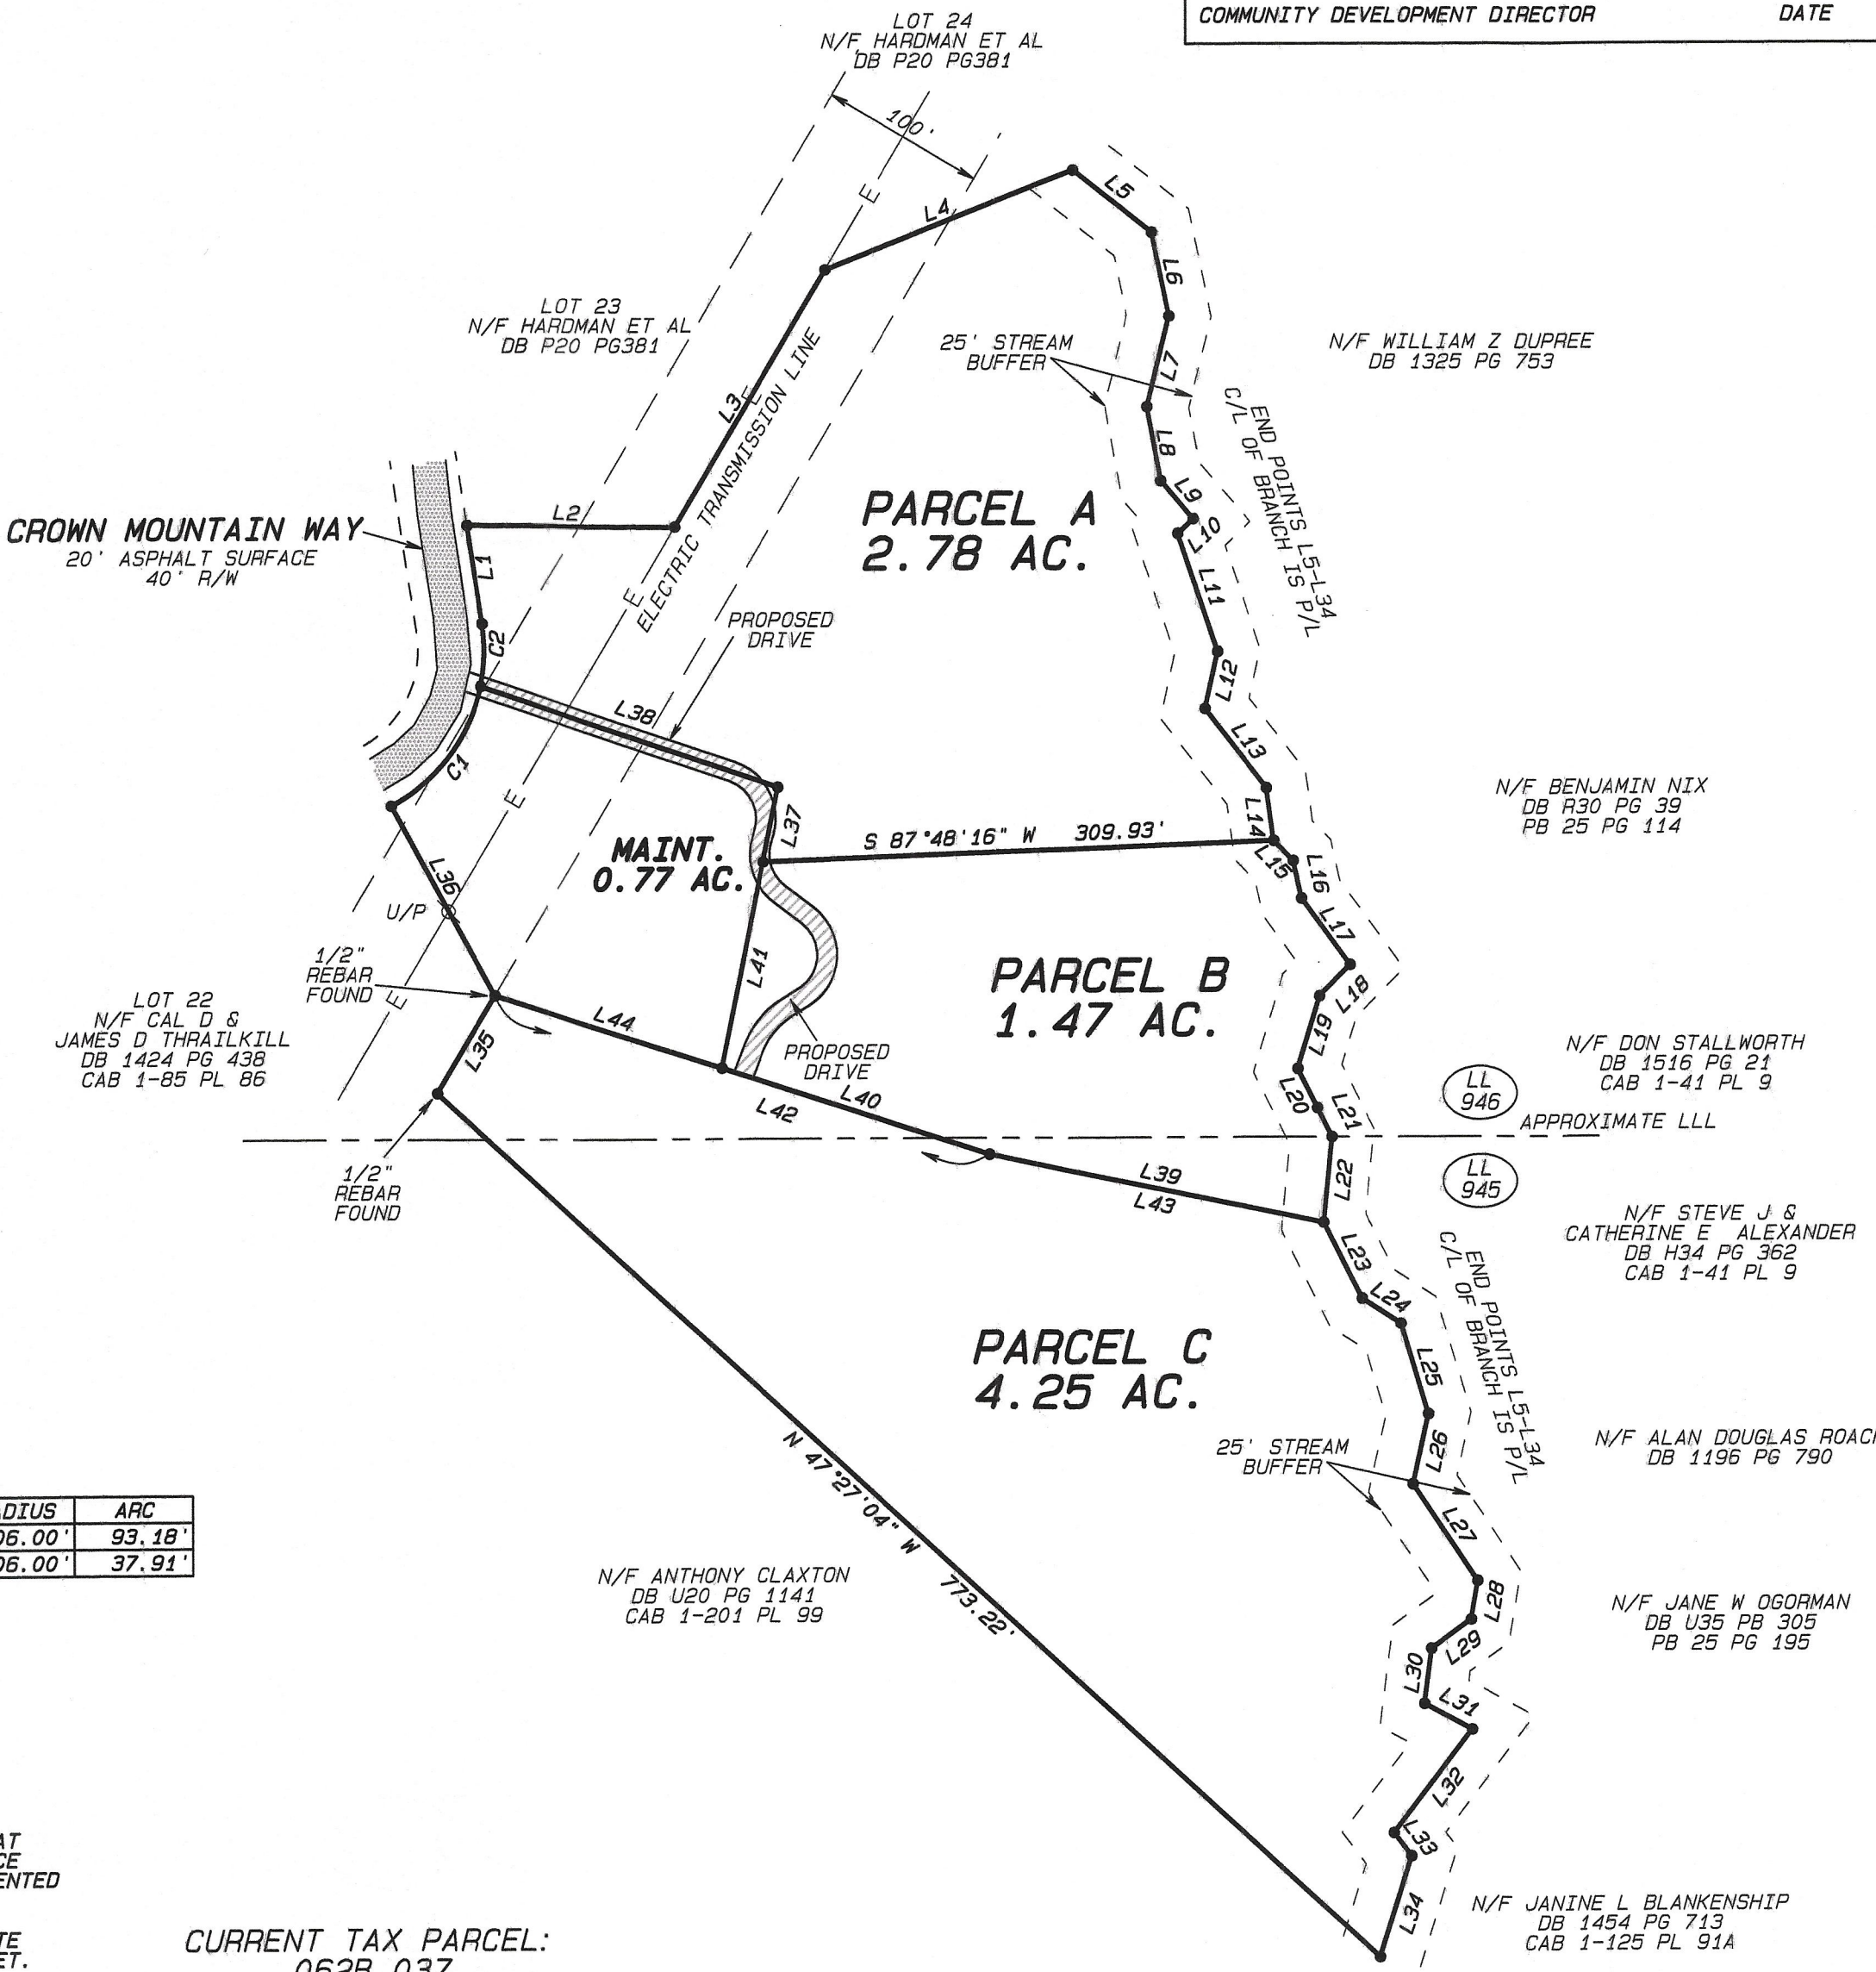 COMMUNITY DEVELOPMENT DIRECTOR DATE
LOT 24
N/F HARDMAN ET AL
DB P20 PG381
100'
L4
L5
L6
LOT 23
N/F HARDMAN ET AL
DB P20 PG381
25' STREAM
BUFFER
L7
N/F WILLIAM Z DUPREE
DB 1325 PG 753
L3
E
E
ELECTRIC TRANSMISSION LINE
L8
END POINTS L5-L34
C/L OF BRANCH IS P/L
L9
L10
PARCEL A
2.78 AC.
CROWN MOUNTAIN WAY
20' ASPHALT SURFACE
40' R/W
L2
L1
L11
E
C2
PROPOSED
DRIVE
L12
L38
L13
C1
E
L37
L14
N/F BENJAMIN NIX
DB R30 PG 39
PB 25 PG 114
S 87°48'16" W 309.93'
MAINT.
0.77 AC.
L15
L16
L36
U/P
L17
1/2"
REBAR
FOUND
L41
PARCEL B
1.47 AC.
L18
E
LOT 22
N/F CAL D &
JAMES D THRAILKILL
DB 1424 PG 438
CAB 1-85 PL 86
L44
L35
L19
PROPOSED
DRIVE
N/F DON STALLWORTH
DB 1516 PG 21
CAB 1-41 PL 9
L20
L21
LL
946
L40
L42
APPROXIMATE LLL
LL
945
1/2"
REBAR
FOUND
L39
L43
L22
N/F STEVE J &
CATHERINE E ALEXANDER
DB H34 PG 362
CAB 1-41 PL 9
L23
L24
END POINTS L5-L34
C/L OF BRANCH IS P/L
PARCEL C
4.25 AC.
L25
L26
25' STREAM
BUFFER
N/F ALAN DOUGLAS ROACH
DB 1196 PG 790
N 47°27'04" W
773.22'
L27
DIUS ARC
06.00' 93.18'
06.00' 37.91'
N/F ANTHONY CLAXTON
DB U20 PG 1141
CAB 1-201 PL 99
L28
L29
N/F JANE W OGORMAN
DB U35 PB 305
PB 25 PG 195
L30
L31
L32
L33
L34
AT
CE
ENTED
TE
ET.
CURRENT TAX PARCEL:
062B 037
N/F JANINE L BLANKENSHIP
DB 1454 PG 713
CAB 1-125 PL 91A